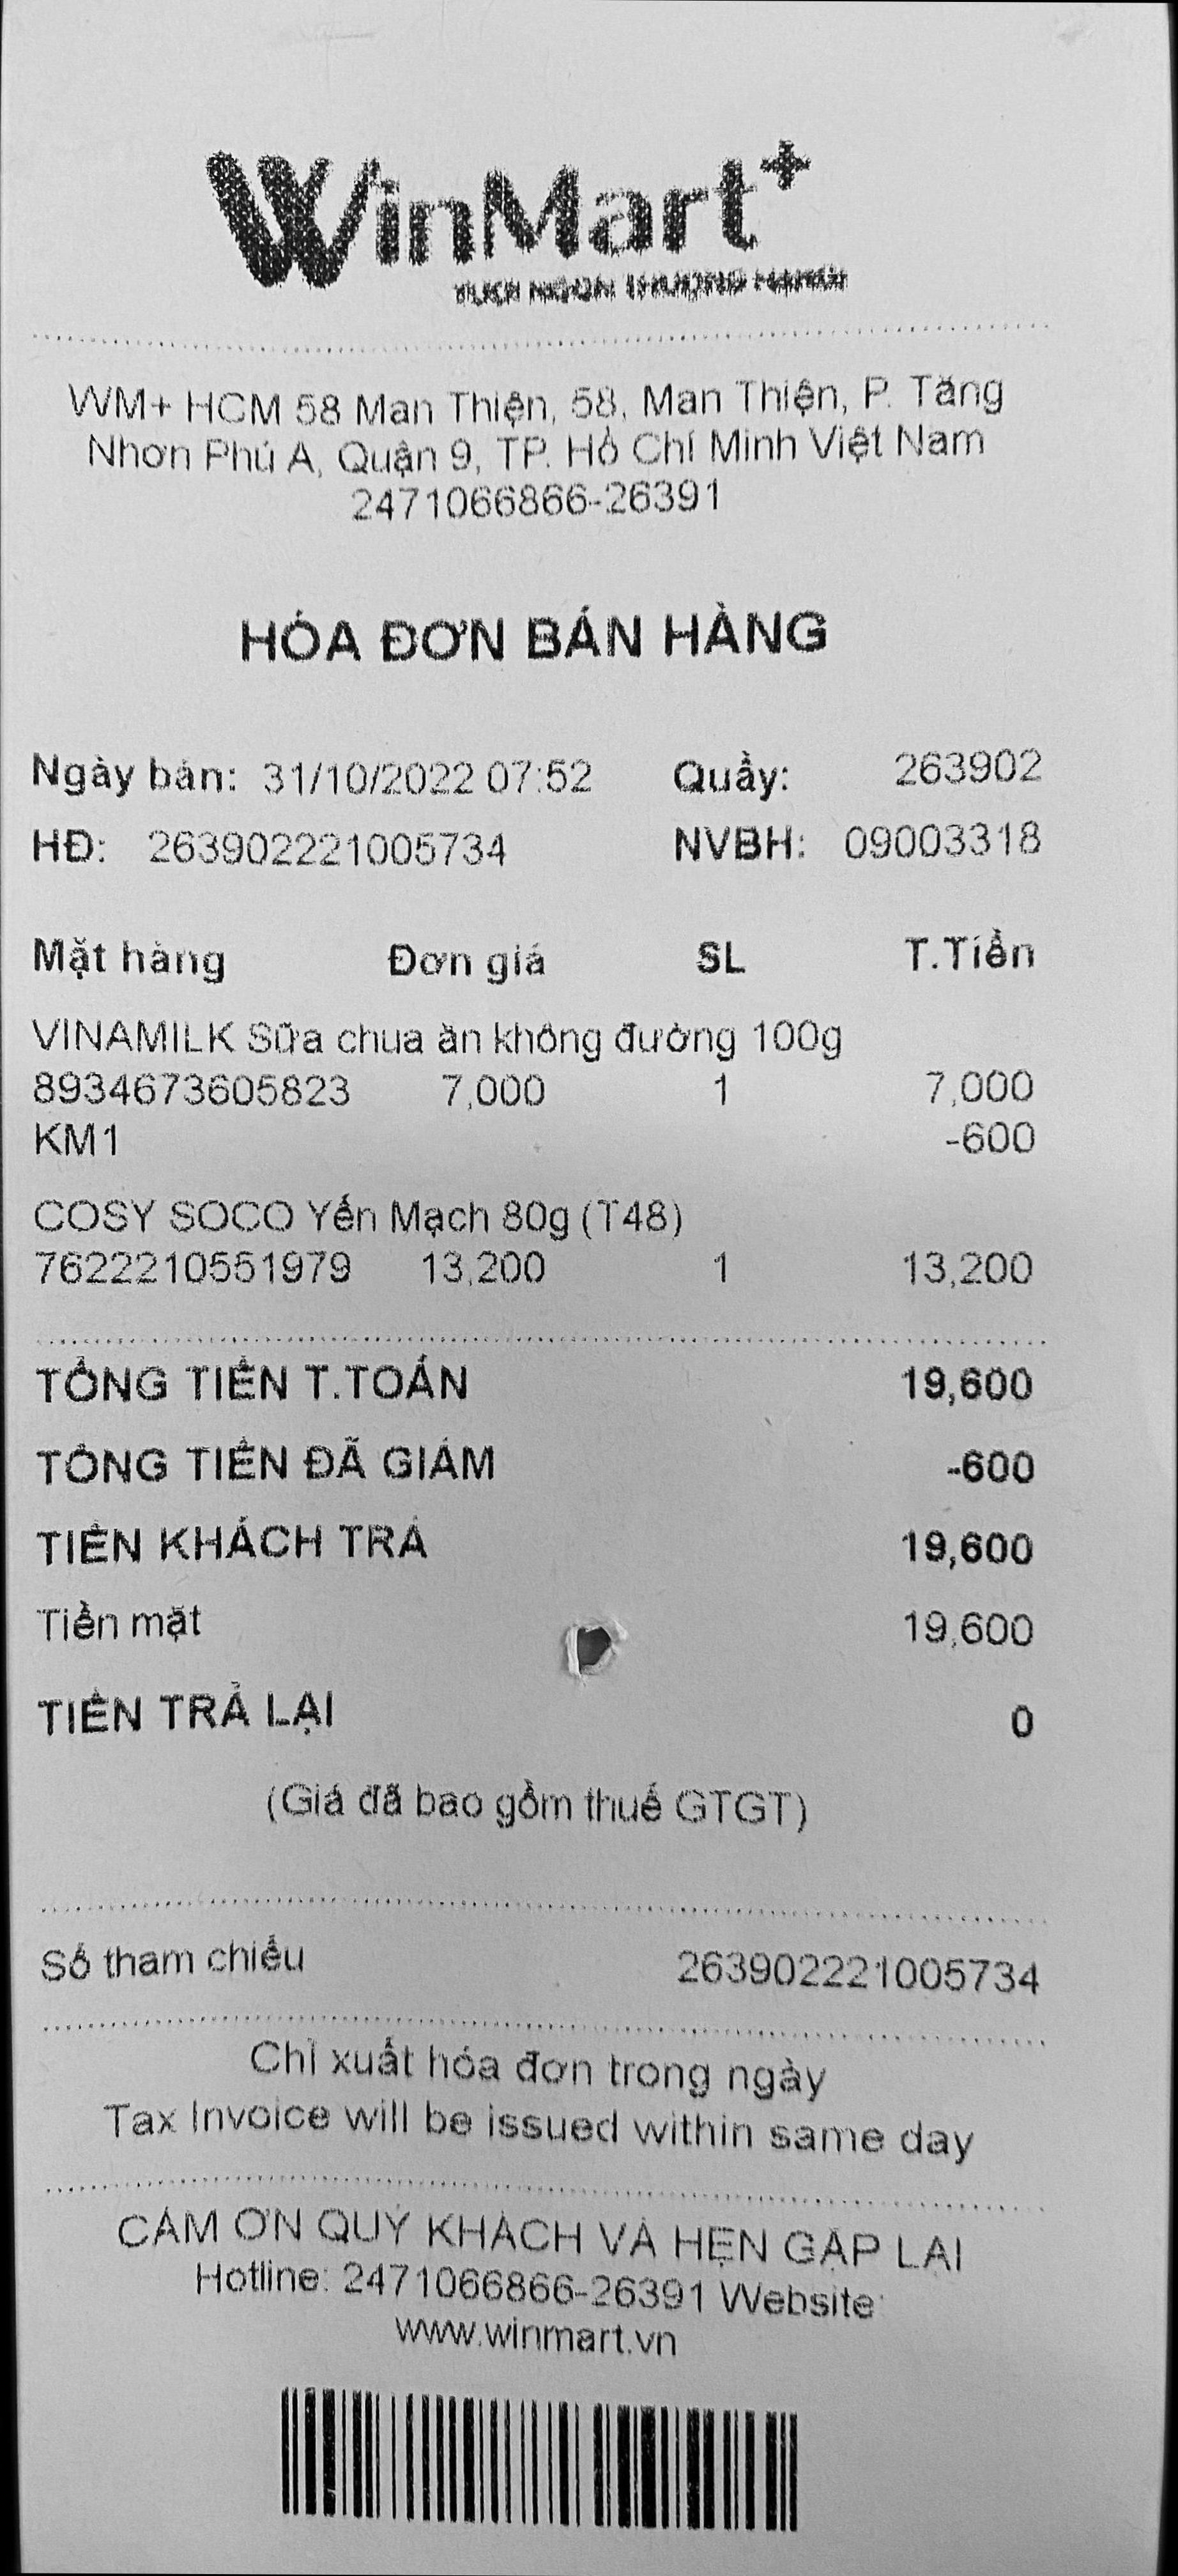 WinMart+
TƯƠI NGON THƯỢNG HẠNG
WM+ HCM 58 Man Thiện, 58, Man Thiện, P. Tăng
Nhơn Phú A, Quận 9, TP. Hồ Chí Minh Việt Nam
2471066866-26391
HÓA ĐƠN BÁN HÀNG
Ngày bán: 31/10/2022 07:52 Quầy: 263902
HĐ: 263902221005734 NVBH: 09003318
Mặt hàng Đơn giá SL T.Tiền
VINAMILK Sữa chua ăn không đường 100g
8934673605823 7,000 1 7,000
KM1 -600
COSY SOCO Yến Mạch 80g (T48)
7622210551979 13,200 1 13,200
TỔNG TIỀN T.TOÁN 19,600
TỔNG TIỀN ĐÃ GIẢM -600
TIỀN KHÁCH TRẢ 19,600
Tiền mặt 19,600
TIỀN TRẢ LẠI 0
(Giá đã bao gồm thuế GTGT)
Số tham chiếu 263902221005734
Chỉ xuất hóa đơn trong ngày
Tax Invoice will be issued within same day
CẢM ƠN QUÝ KHÁCH VÀ HẸN GẶP LẠI
Hotline: 2471066866-26391 Website:
www.winmart.vn